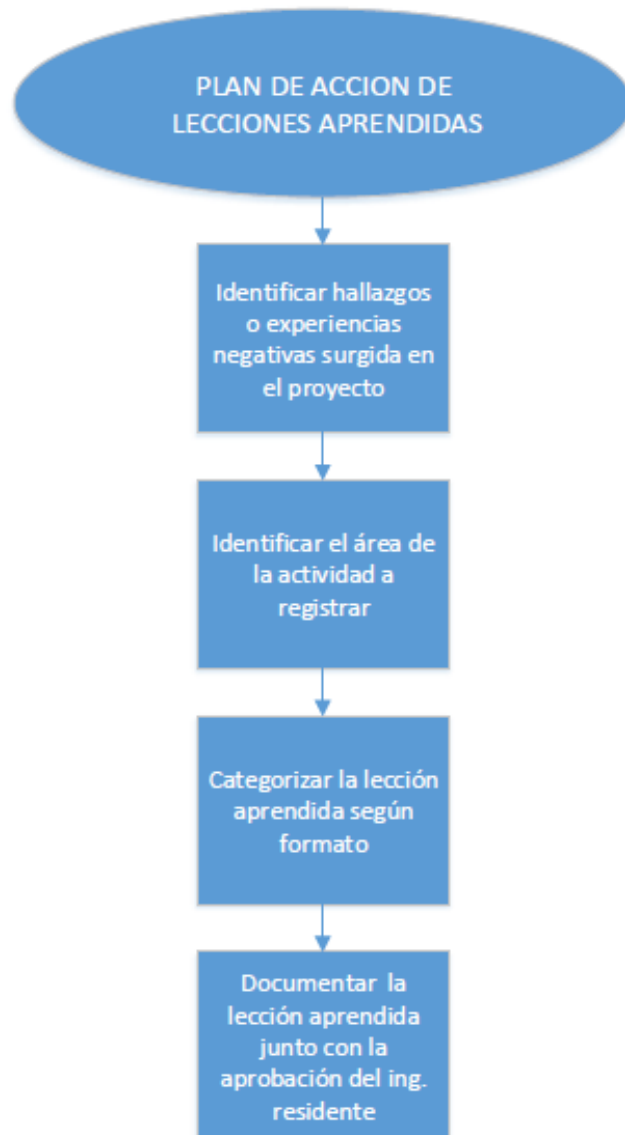 PLAN DE ACCION DE
LECCIONES APRENDIDAS
Identificar hallazgos
o experiencias
negativas surgida en
el proyecto
Identificar el área de
la actividad a
registrar
Categorizar la lección
aprendida según
formato
Documentar la
lección aprendida
junto con la
aprobación del ing.
residente